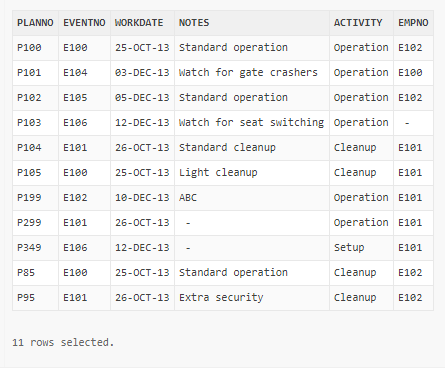 PLANNO EVENTNO WORKDATE NOTES ACTIVITY EMPNO
P100 E100 25-OCT-13 Standard operation Operation E102
P101 E104 03-DEC-13 Watch for gate crashers Operation E100
P102 E105 05-DEC-13 Standard operation Operation E102
P103 E106 12-DEC-13 Watch for seat switching Operation -
P104 E101 26-OCT-13 Standard cleanup Cleanup E101
P105 E100 25-OCT-13 Light cleanup Cleanup E101
P199 E102 10-DEC-13 ABC Operation E101
P299 E101 26-OCT-13 - Operation E101
P349 E106 12-DEC-13 - Setup E101
P85 E100 25-OCT-13 Standard operation Cleanup E102
P95 E101 26-OCT-13 Extra security Cleanup E102
11 rows selected.